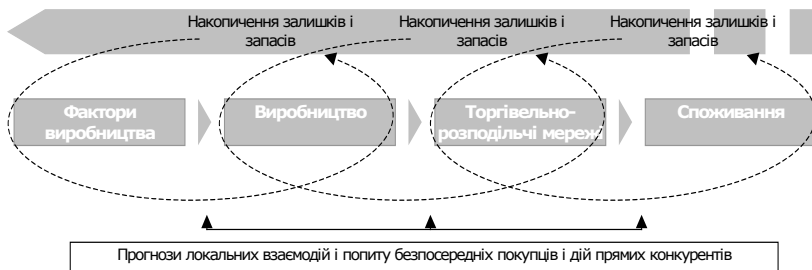 Накопичення залишків і
запасів
Накопичення залишків і
запасів
Накопичення залишків і
запасів
Фактори
виробництва
Виробництво
Торгівельно-
розподільчі мережі
Споживання
Прогнози локальних взаємодій і попиту безпосередніх покупців і дій прямих конкурентів